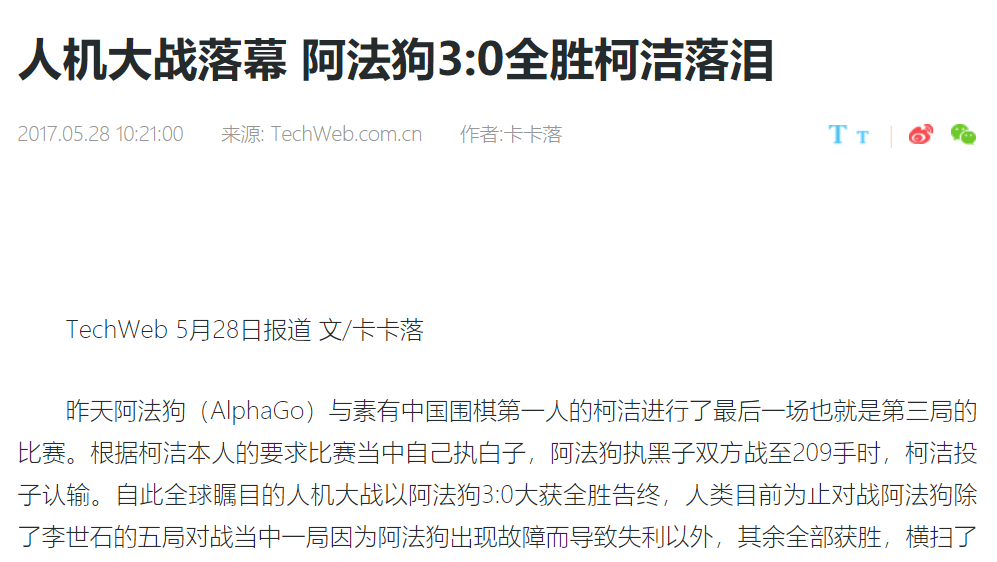 人机大战落幕 阿法狗3:0全胜柯洁落泪
2017.05.28 10:21:00 来源: TechWeb.com.cn 作者:卡卡落 T T
TechWeb 5月28日报道 文/卡卡落
昨天阿法狗（AlphaGo）与素有中国围棋第一人的柯洁进行了最后一场也就是第三局的
比赛。根据柯洁本人的要求比赛当中自己执白子，阿法狗执黑子双方战至209手时，柯洁投
子认输。自此全球瞩目的人机大战以阿法狗3:0大获全胜告终，人类目前为止对战阿法狗除
了李世石的五局对战当中一局因为阿法狗出现故障而导致失利以外，其余全部获胜，横扫了